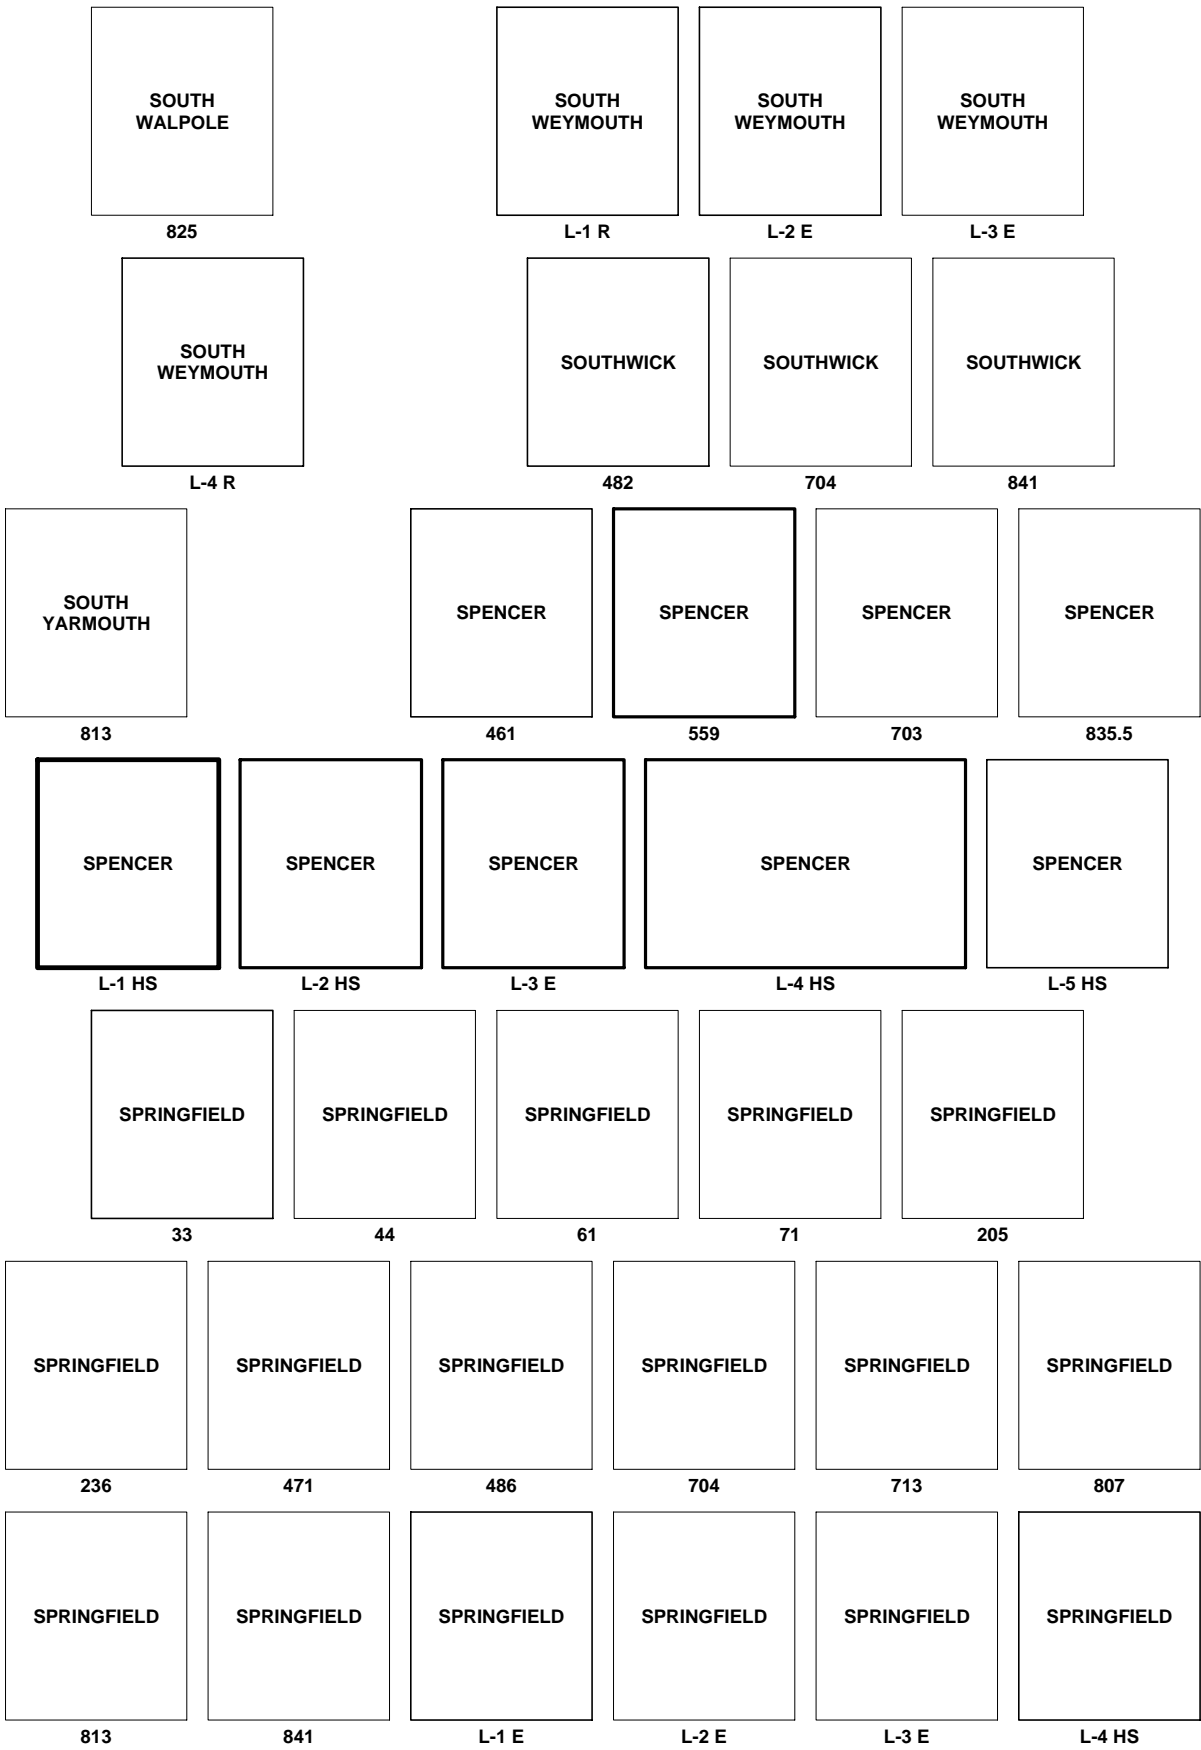 SOUTH
WALPOLE
825
SOUTH
WEYMOUTH
L-1 R
SOUTH
WEYMOUTH
L-2 E
SOUTH
WEYMOUTH
L-3 E
SOUTH
WEYMOUTH
L-4 R
SOUTHWICK
482
SOUTHWICK
704
SOUTHWICK
841
SOUTH
YARMOUTH
813
SPENCER
461
SPENCER
559
SPENCER
703
SPENCER
835.5
SPENCER
L-1 HS
SPENCER
L-2 HS
SPENCER
L-3 E
SPENCER
L-4 HS
SPENCER
L-5 HS
SPRINGFIELD
33
SPRINGFIELD
44
SPRINGFIELD
61
SPRINGFIELD
71
SPRINGFIELD
205
SPRINGFIELD
236
SPRINGFIELD
471
SPRINGFIELD
486
SPRINGFIELD
704
SPRINGFIELD
713
SPRINGFIELD
807
SPRINGFIELD
813
SPRINGFIELD
841
SPRINGFIELD
L-1 E
SPRINGFIELD
L-2 E
SPRINGFIELD
L-3 E
SPRINGFIELD
L-4 HS